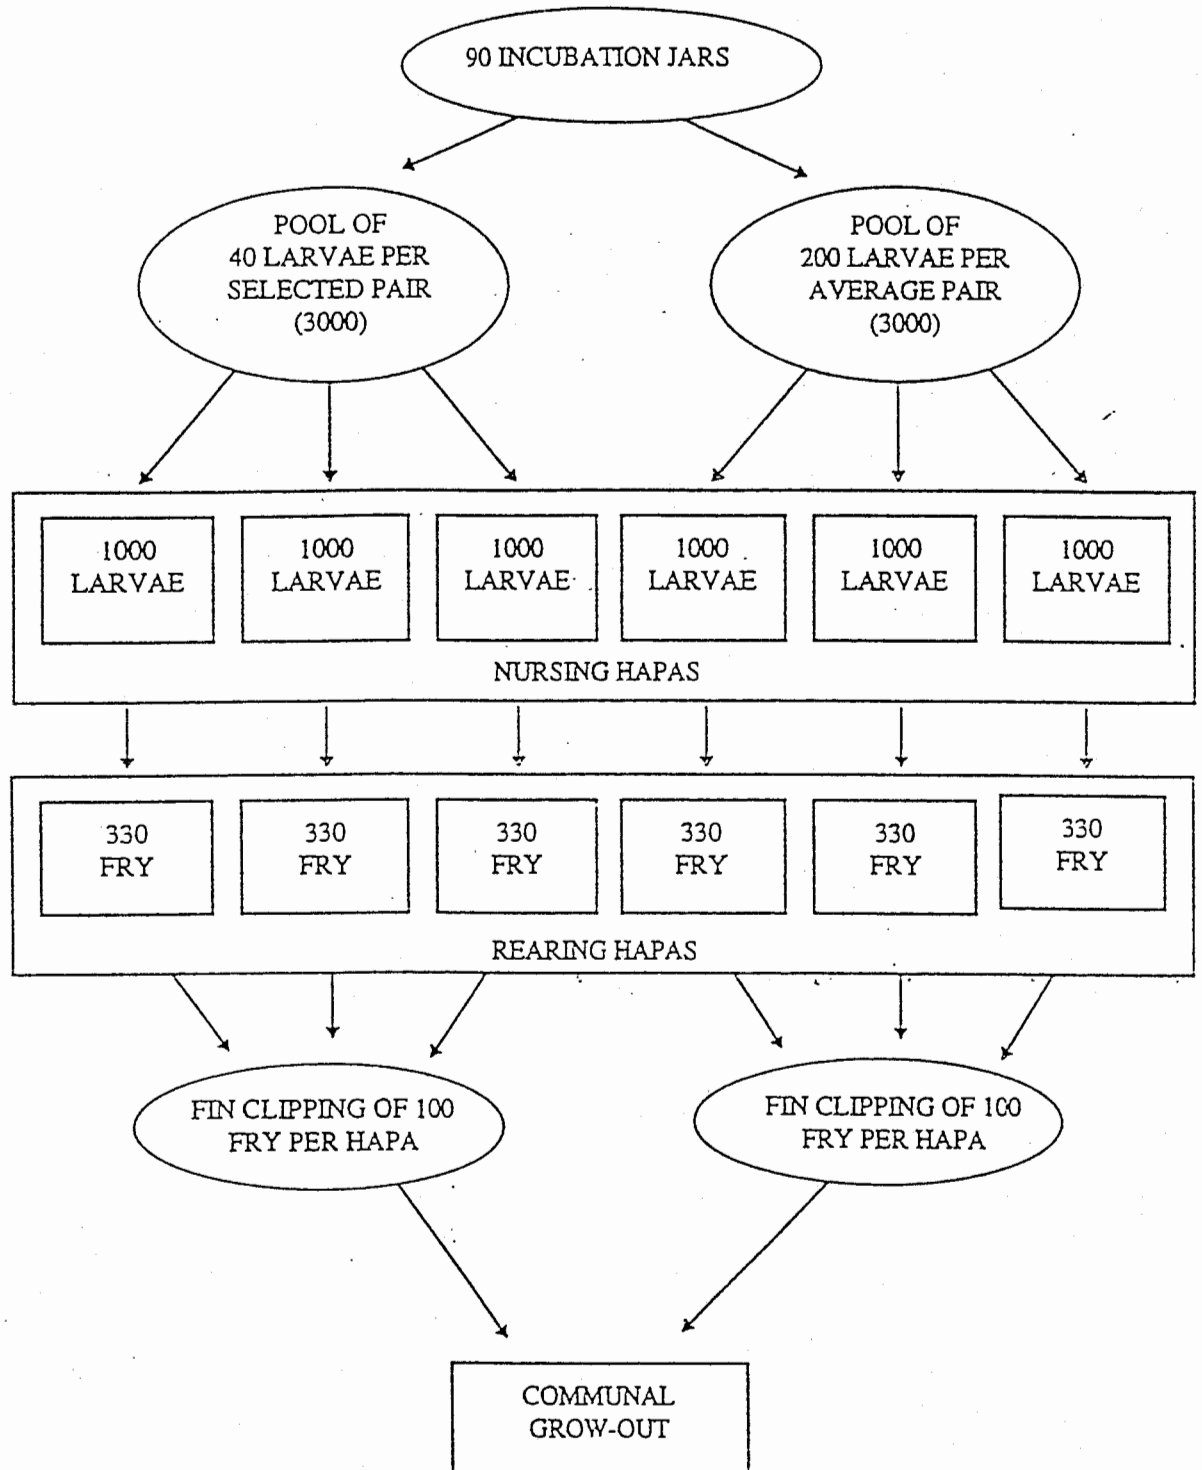 90 INCUBATION JARS
POOL OF
40 LARVAE PER
SELECTED PAIR
(3000)
POOL OF
200 LARVAE PER
AVERAGE PAIR
(3000)
1000
LARVAE
1000
LARVAE
1000
LARVAE
1000
LARVAE
1000
LARVAE
1000
LARVAE
NURSING HAPAS
330
FRY
330
FRY
330
FRY
330
FRY
330
FRY
330
FRY
REARING HAPAS
FIN CLIPPING OF 100
FRY PER HAPA
FIN CLIPPING OF 100
FRY PER HAPA
COMMUNAL
GROW-OUT